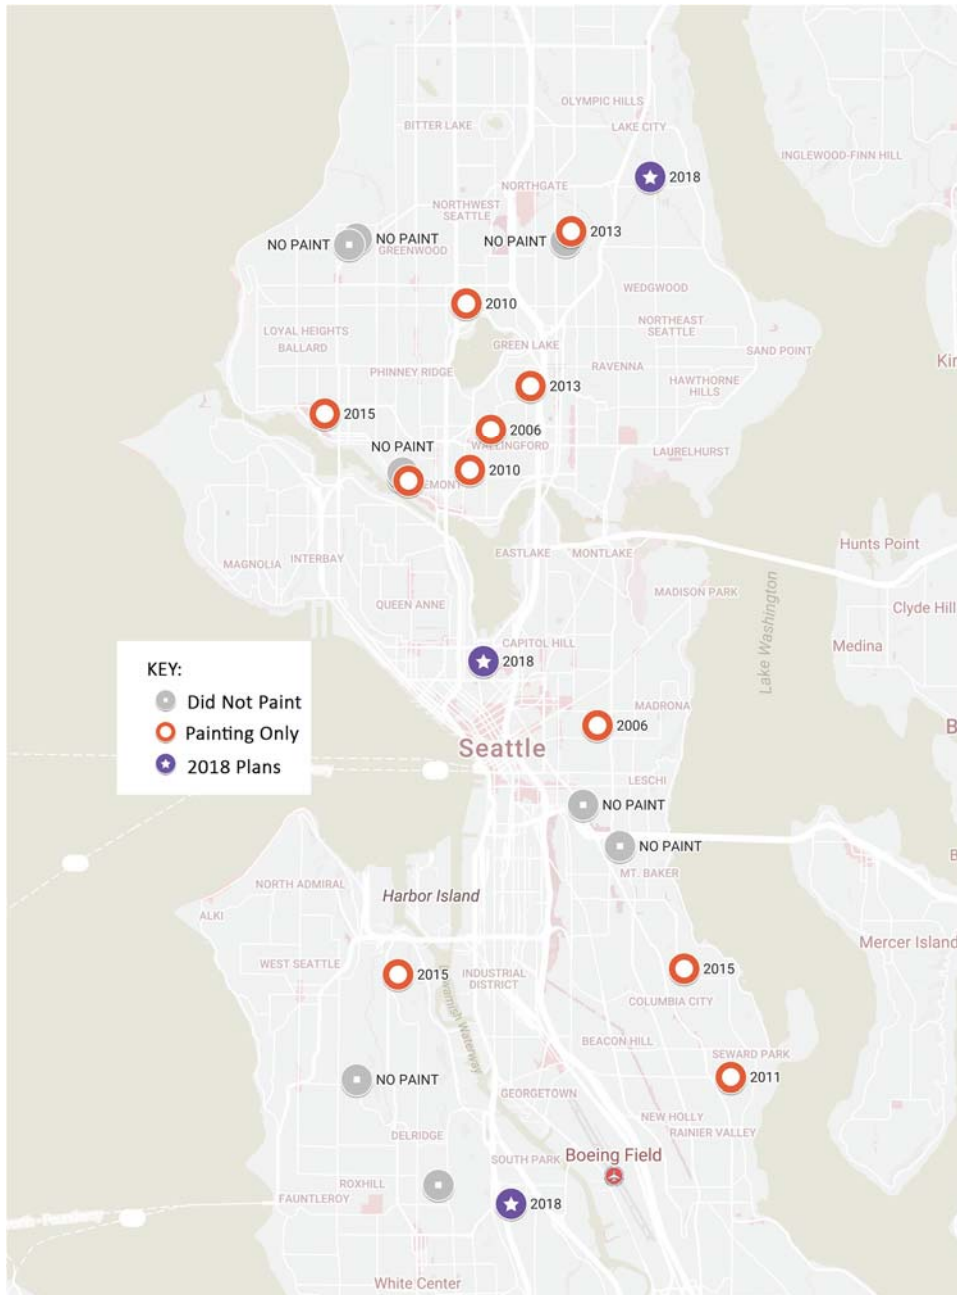 OLYMPIC HILLS
BITTER LAKE
LAKE CITY
INGLEWOOD-FINN HILL
2018
NORTHGATE
NORTHWEST
SEATTLE
2013
NO PAINT
NO PAINT
NO PAINT
GREENWOOD
WEDGWOOD
2010
NORTHEAST
SEATTLE
LOYAL HEIGHTS
BALLARD
GREEN LAKE
SAND POINT
Kir
PHINNEY RIDGE
RAVENNA
HAWTHORNE
HILLS
2013
2015
2006
NO PAINT
WALLINGFORD
LAURELHURST
2010
EMONT
Hunts Point
EASTLAKE
MONTLAKE
MAGNOLIA
INTERBAY
MADISON PARK
QUEEN ANNE
Clyde Hill
Lake Washington
CAPITOL HILL
Medina
2018
KEY:
Did Not Paint
Painting Only
2018 Plans
MADRONA
2006
B
Seattle
LESCHI
NO PAINT
NO PAINT
B
MT. BAKER
NORTH ADMIRAL
Harbor Island
ALKI
Mercer Island
WEST SEATTLE
2015
INDUSTRIAL
DISTRICT
2015
COLUMBIA CITY
Duwamish Waterway
BEACON HILL
SEWARD PARK
NO PAINT
2011
GEORGETOWN
NEW HOLLY
RAINIER VALLEY
DELRIDGE
SOUTH PARK
Boeing Field
ROXHILL
FAUNTLEROY
2018
White Center